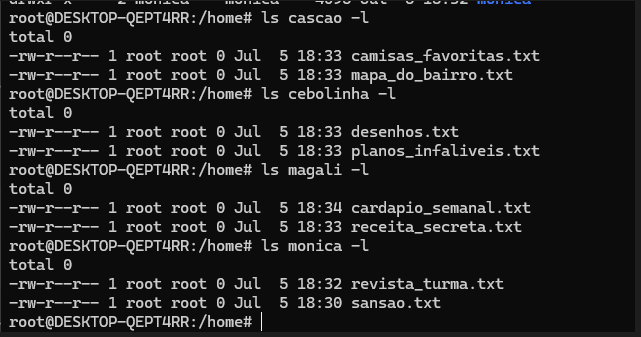 root@DESKTOP-QEPT4RR:/home# ls cascao -l
total 0
-rw-r--r-- 1 root root 0 Jul  5 18:33 camisas_favoritas.txt
-rw-r--r-- 1 root root 0 Jul  5 18:33 mapa_do_bairro.txt
root@DESKTOP-QEPT4RR:/home# ls cebolinha -l
total 0
-rw-r--r-- 1 root root 0 Jul  5 18:33 desenhos.txt
-rw-r--r-- 1 root root 0 Jul  5 18:33 planos_infaliveis.txt
root@DESKTOP-QEPT4RR:/home# ls magali -l
total 0
-rw-r--r-- 1 root root 0 Jul  5 18:34 cardapio_semanal.txt
-rw-r--r-- 1 root root 0 Jul  5 18:33 receita_secreta.txt
root@DESKTOP-QEPT4RR:/home# ls monica -l
total 0
-rw-r--r-- 1 root root 0 Jul  5 18:32 revista_turma.txt
-rw-r--r-- 1 root root 0 Jul  5 18:30 sansao.txt
root@DESKTOP-QEPT4RR:/home#